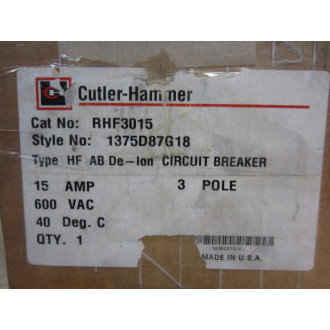 Cutler-Hammer
Cat No: RHF3015
Style No: 1375D87G18
Type HF AB De-Ion CIRCUIT BREAKER
15 AMP 3 POLE
600 VAC
40 Deg. C
QTY. 1
MADE IN U.S.A.